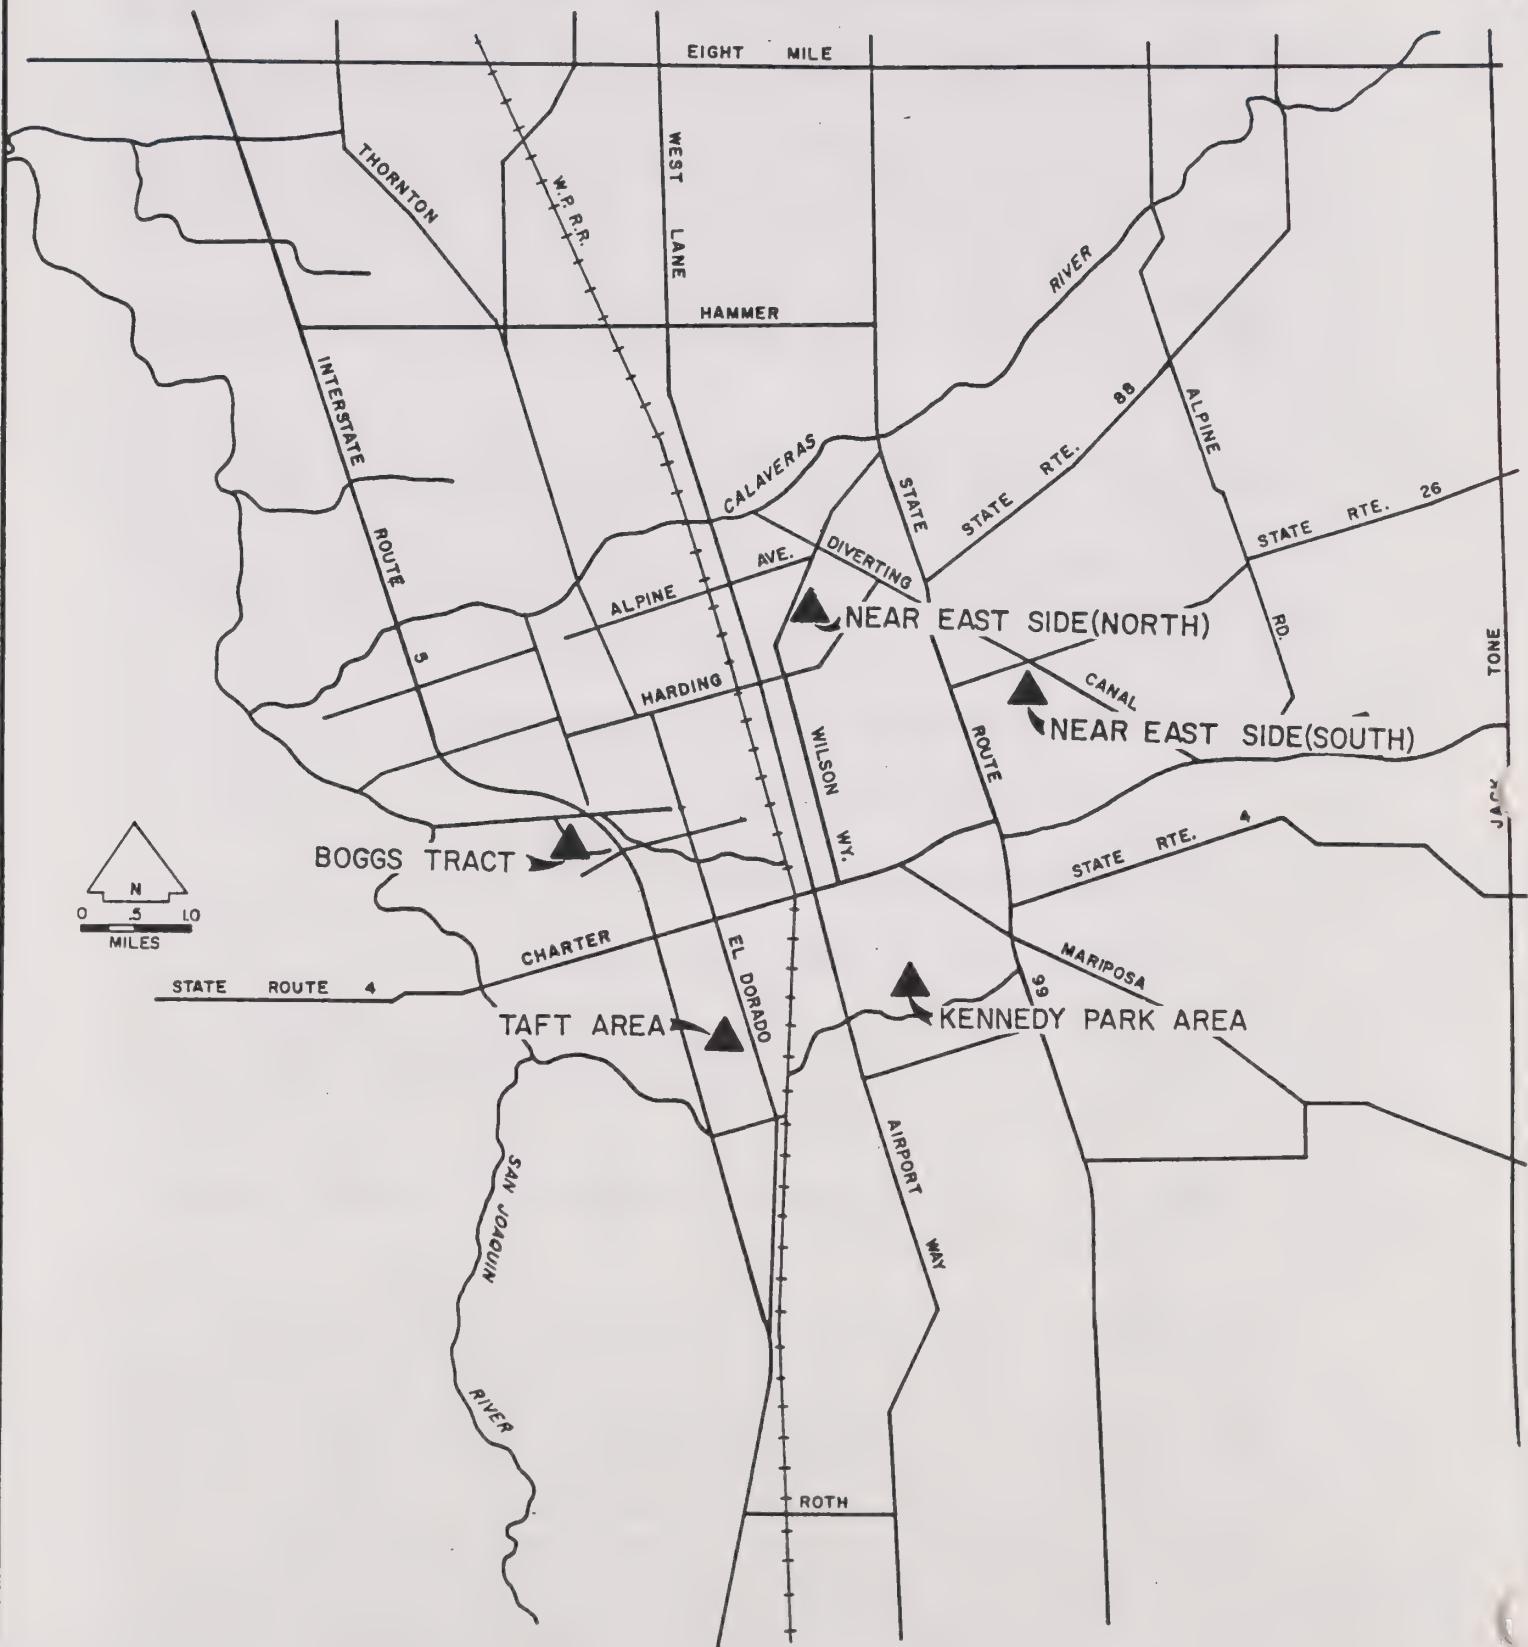 EIGHT MILE
WEST LANE
THORNTON
W.P. R.R.
RIVER
HAMMER
INTERSTATE
88
ALPINE
CALAVERAS
STATE
STATE RTE.
26
STATE RTE.
ROUTE
AVE.
DIVERTING
ALPINE
NEAR EAST SIDE(NORTH)
RD.
TONE
5
HARDING
CANAL
NEAR EAST SIDE(SOUTH)
WILSON
ROUTE
JACK
4
STATE RTE.
WY.
BOGGS TRACT
N
0 .5 1.0
MILES
CHARTER
EL DORADO
MARIPOSA
STATE ROUTE 4
99
TAFT AREA
KENNEDY PARK AREA
AIRPORT
SAN JOAQUIN
WAY
RIVER
ROTH